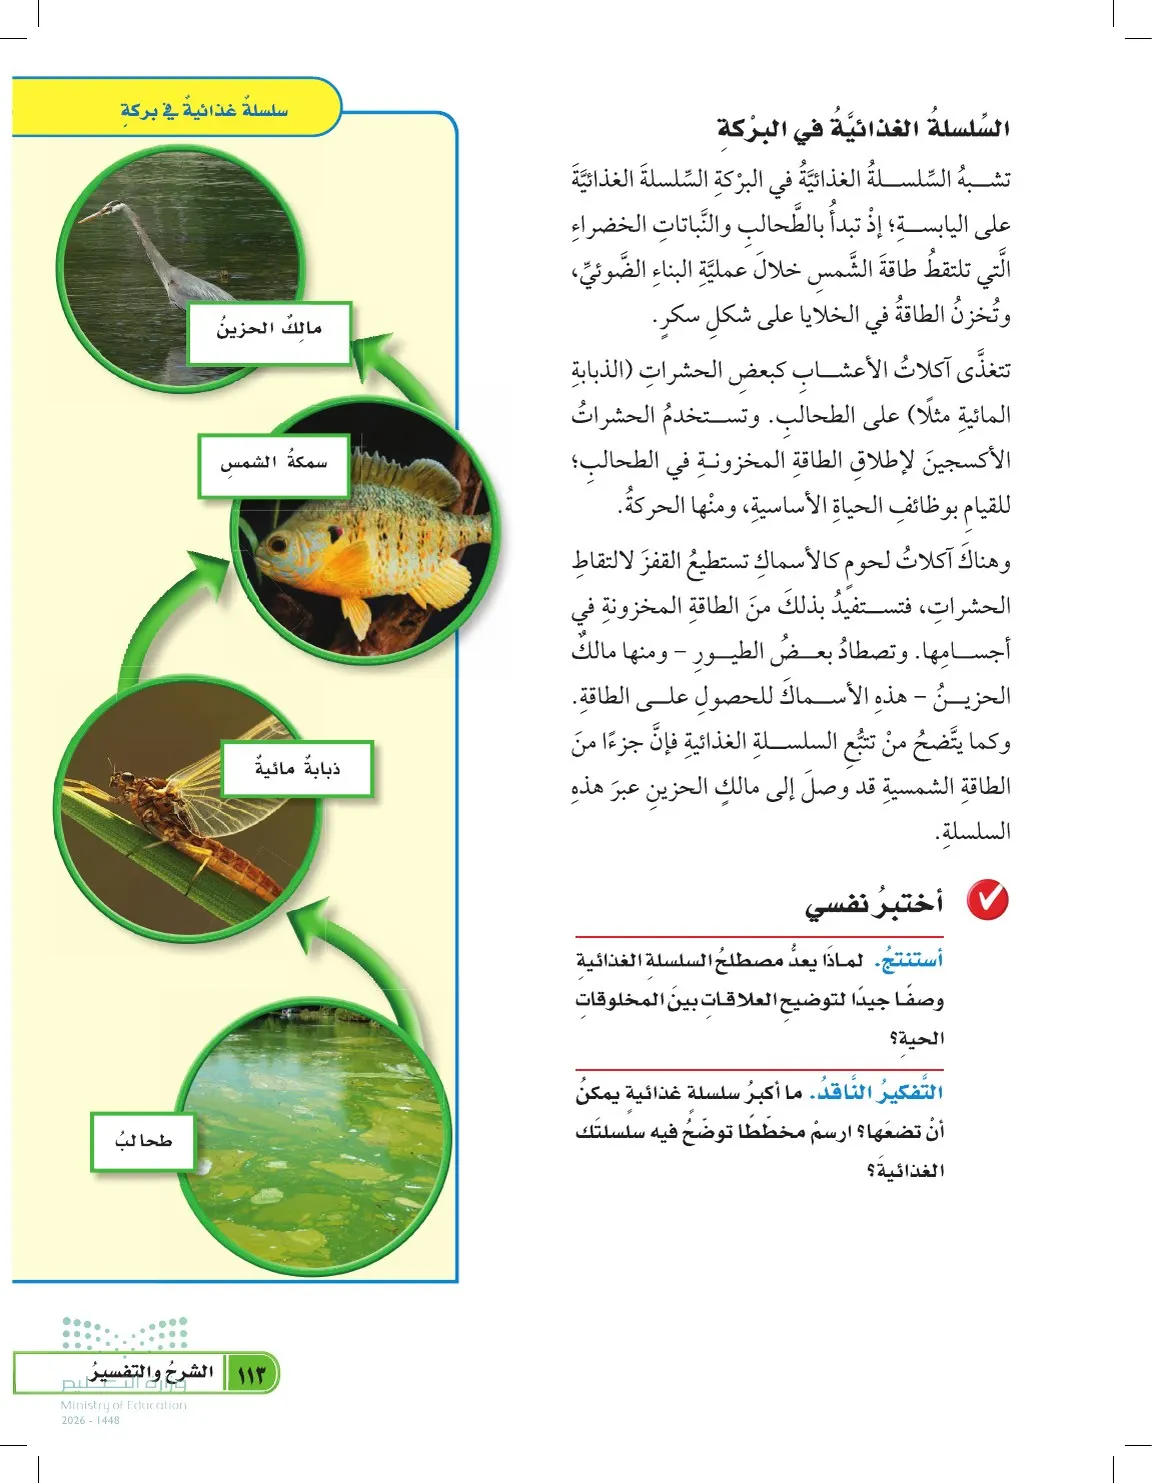 السِّلسلةُ الغذائيَّةُ في البرْكةِ
تشبهُ السِّلسلةُ الغذائيَّةُ في البرْكةِ السِّلسلةَ الغذائيَّةَ
على اليابسةِ؛ إذْ تبدأُ بالطَّحالبِ والنَّباتاتِ الخضراءِ
الَّتي تلتقطُ طاقةَ الشَّمسِ خلالَ عمليَّةِ البناءِ الضَّوئيِّ،
وتُخزنُ الطاقةُ في الخلايا على شكلِ سكرٍ.
تتغذَّى آكلاتُ الأعشابِ كبعضِ الحشراتِ (الذبابةِ
المائيةِ مثلًا) على الطحالبِ. وتستخدمُ الحشراتُ
الأكسجينَ لإطلاقِ الطاقةِ المخزونةِ في الطحالبِ؛
للقيامِ بوظائفِ الحياةِ الأساسيةِ، ومنْها الحركةُ.
وهناكَ آكلاتُ لحومٍ كالأسماكِ تستطيعُ القفزَ لالتقاطِ
الحشراتِ، فتستفيدُ بذلكَ منَ الطاقةِ المخزونةِ في
أجسامِها. وتصطادُ بعضُ الطيورِ – ومنها مالكٌ
الحزينُ – هذهِ الأسماكَ للحصولِ على الطاقةِ.
وكما يتَّضحُ منْ تتبُّعِ السلسلةِ الغذائيةِ فإنَّ جزءًا منَ
الطاقةِ الشمسيةِ قد وصلَ إلى مالكٍ الحزينِ عبرَ هذهِ
السلسلةِ.
أختبرُ نفسي
أستنتجُ. لماذَا يعدُّ مصطلحُ السلسلةِ الغذائيةِ
وصفًا جيدًا لتوضيحِ العلاقاتِ بينَ المخلوقاتِ
الحيةِ؟
التَّفكيرُ النَّاقدُ. ما أكبرُ سلسلةٍ غذائيةٍ يمكنُ
أنْ تضعَها؟ ارسمْ مخطّطًا توضّحُ فيه سلسلتَك
الغذائيةَ؟
سلسلةٌ غذائيةٌ في بركةٍ
مالِكٌ الحزينُ
سمكةُ الشمسِ
ذبابةٌ مائيةٌ
طحالبُ
١١٣ الشرحُ والتفسيرُ
وزارة التعليم
Ministry of Education
2026 - 1448